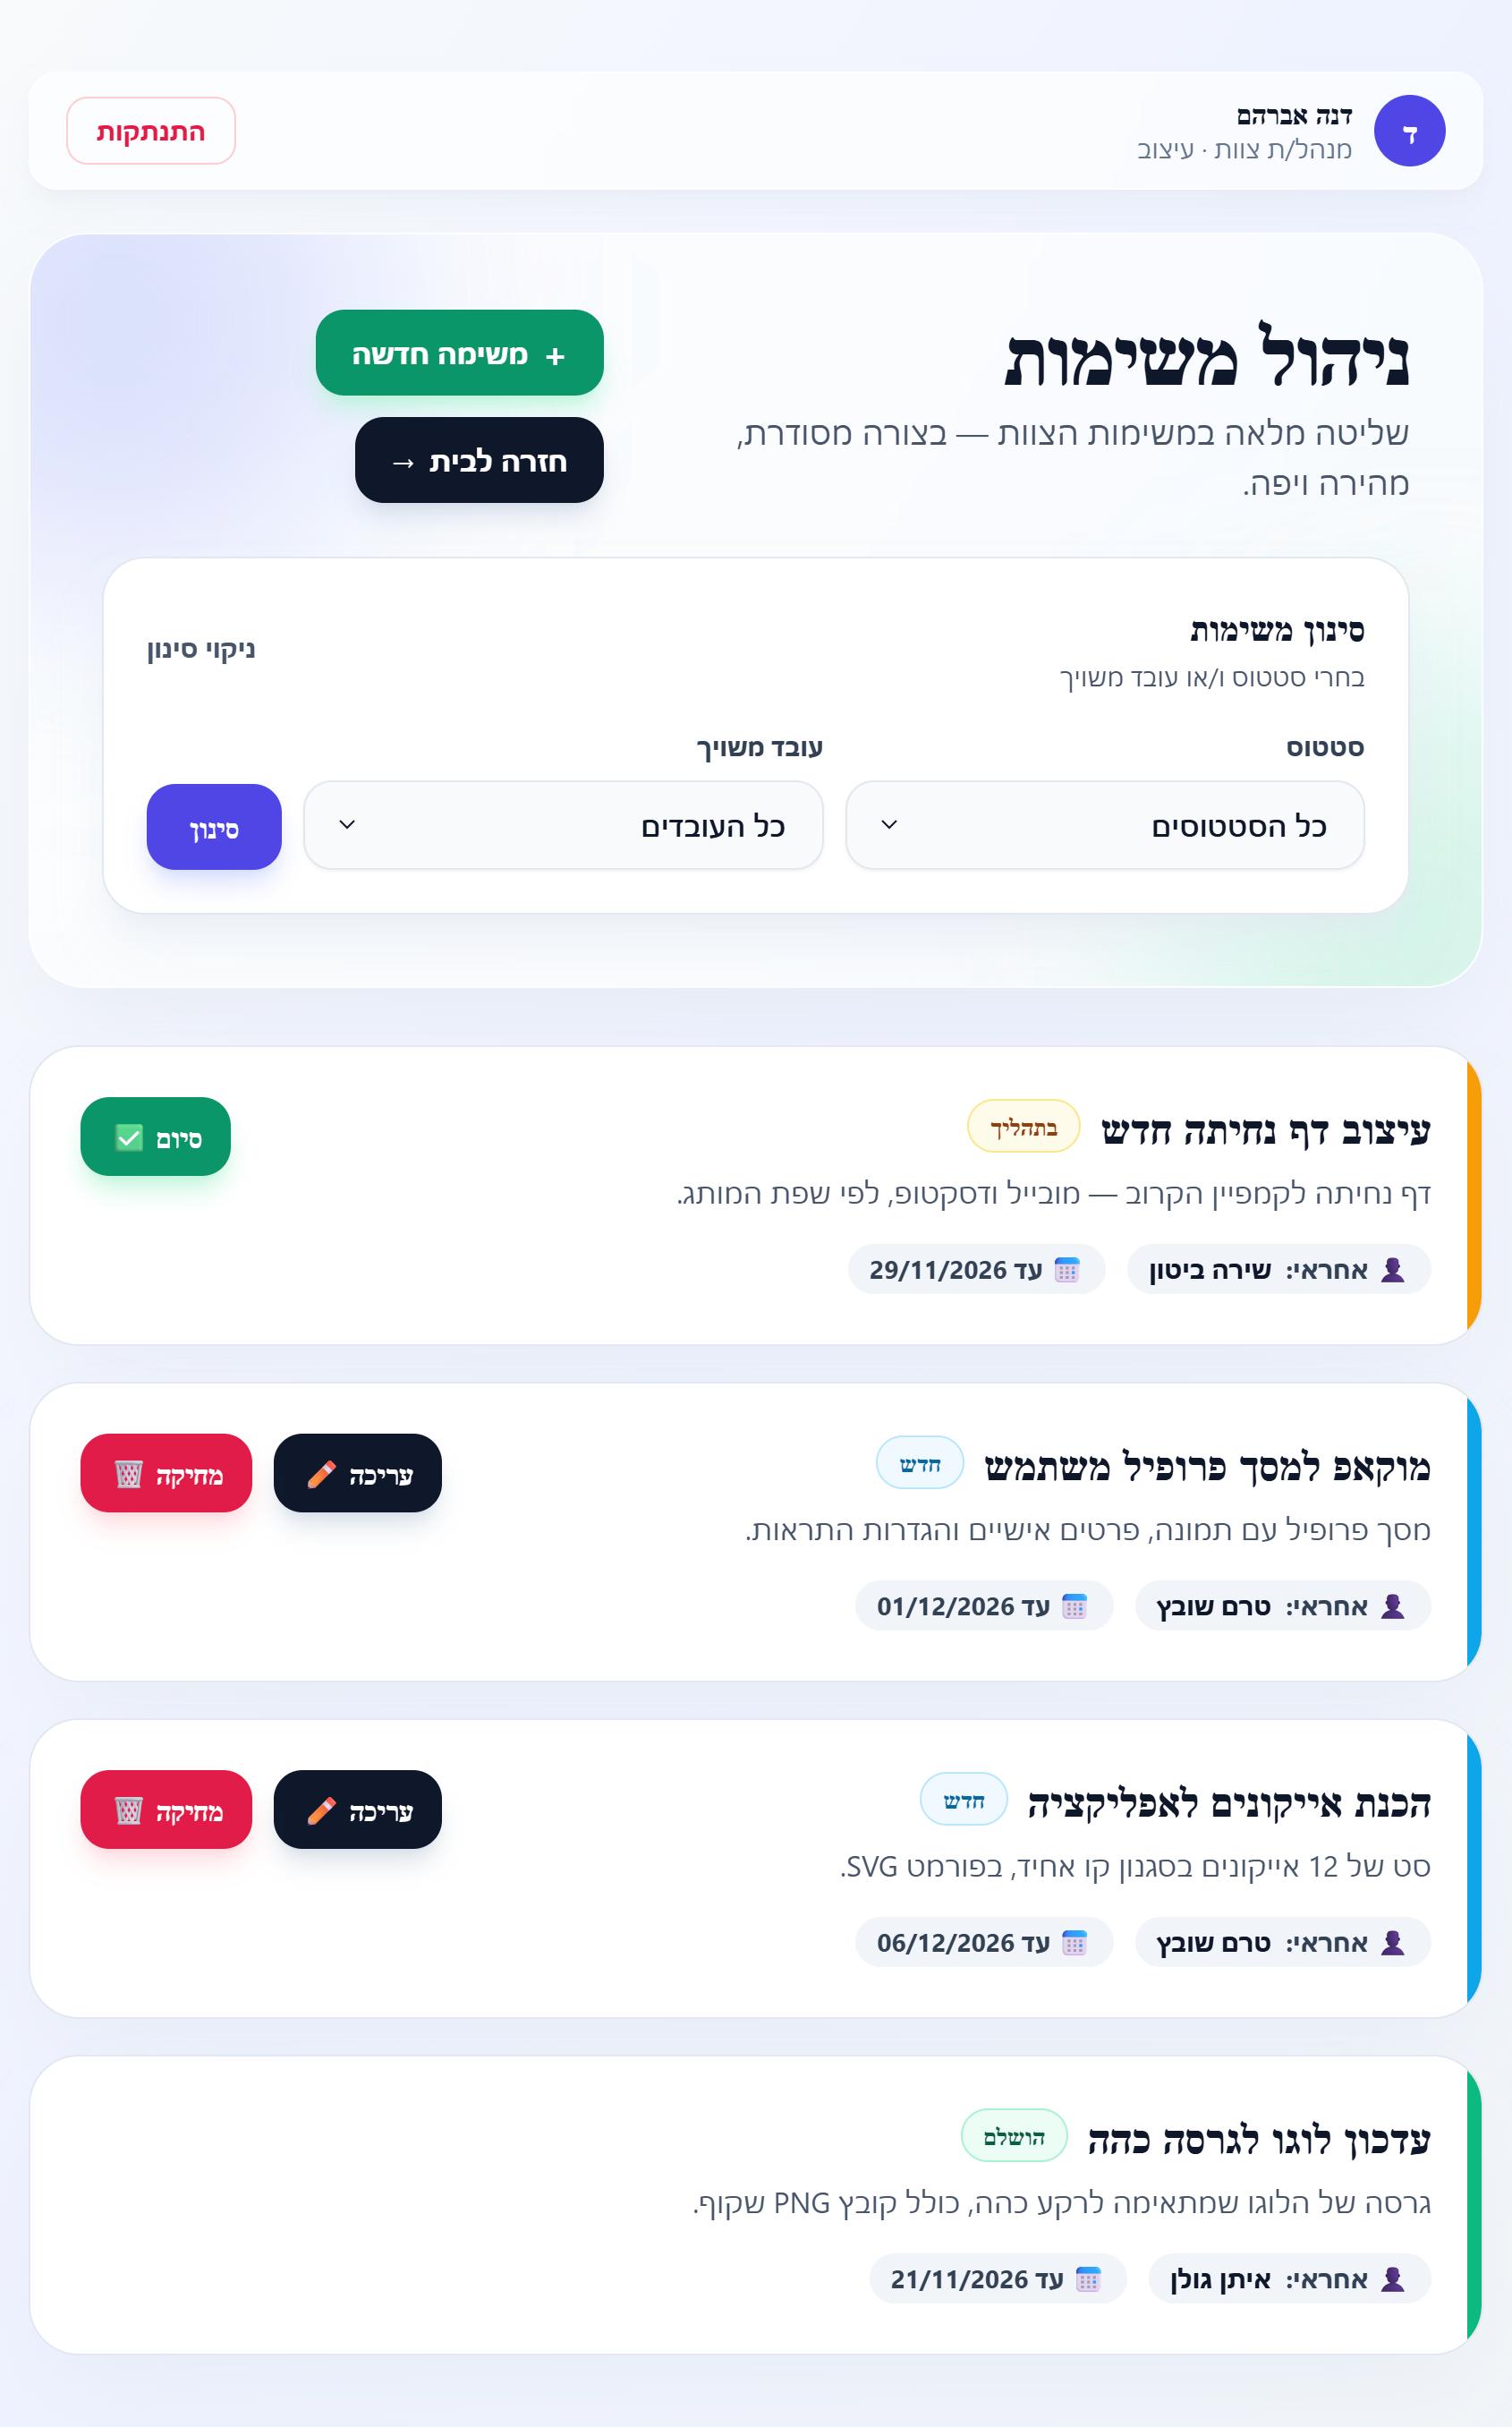 ד
דנה אברהם
מנהל/ת צוות · עיצוב
התנתקות
ניהול משימות
שליטה מלאה במשימות הצוות — בצורה מסודרת,
מהירה ויפה.
+ משימה חדשה
חזרה לבית →
סינון משימות
בחרי סטטוס ו/או עובד משויך
ניקוי סינון
סטטוס
כל הסטטוסים
עובד משויך
כל העובדים
סינון
עיצוב דף נחיתה חדש
בתהליך
דף נחיתה לקמפיין הקרוב — מובייל ודסקטופ, לפי שפת המותג.
אחראי: שירה ביטון
עד 29/11/2026
סיום
מוקאפ למסך פרופיל משתמש
חדש
מסך פרופיל עם תמונה, פרטים אישיים והגדרות התראות.
אחראי: טרם שובץ
עד 01/12/2026
עריכה
מחיקה
הכנת אייקונים לאפליקציה
חדש
סט של 12 אייקונים בסגנון קו אחיד, בפורמט SVG.
אחראי: טרם שובץ
עד 06/12/2026
עריכה
מחיקה
עדכון לוגו לגרסה כהה
הושלם
גרסה של הלוגו שמתאימה לרקע כהה, כולל קובץ PNG שקוף.
אחראי: איתן גולן
עד 21/11/2026